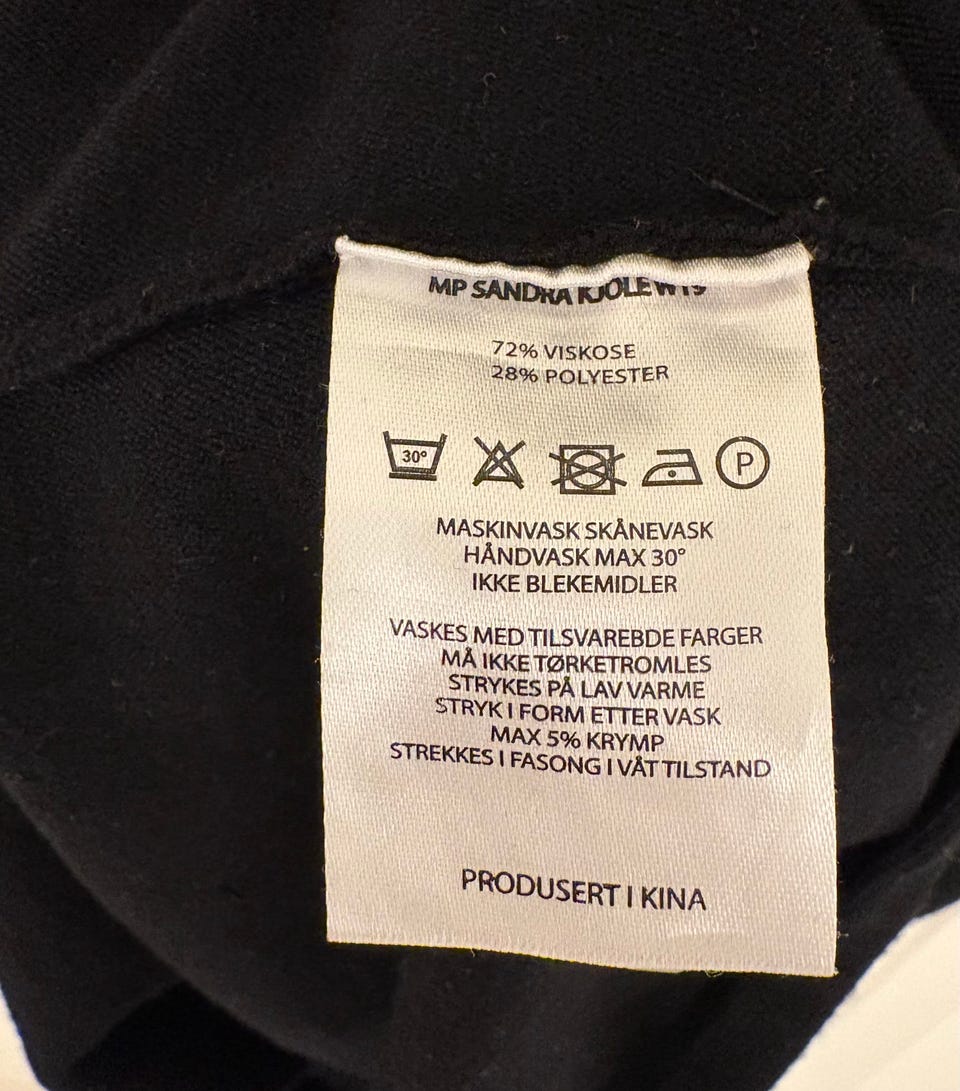 MP SANDRA KJOLE W19
72% VISKOSE
28% POLYESTER
30° P
MASKINVASK SKÅNEVASK
HÅNDVASK MAX 30°
IKKE BLEKEMIDLER
VASKES MED TILSVAREBDE FARGER
MÅ IKKE TØRKETROMLES
STRYKES PÅ LAV VARME
STRYK I FORM ETTER VASK
MAX 5% KRYMP
STREKKES I FASONG I VÅT TILSTAND
PRODUSERT I KINA